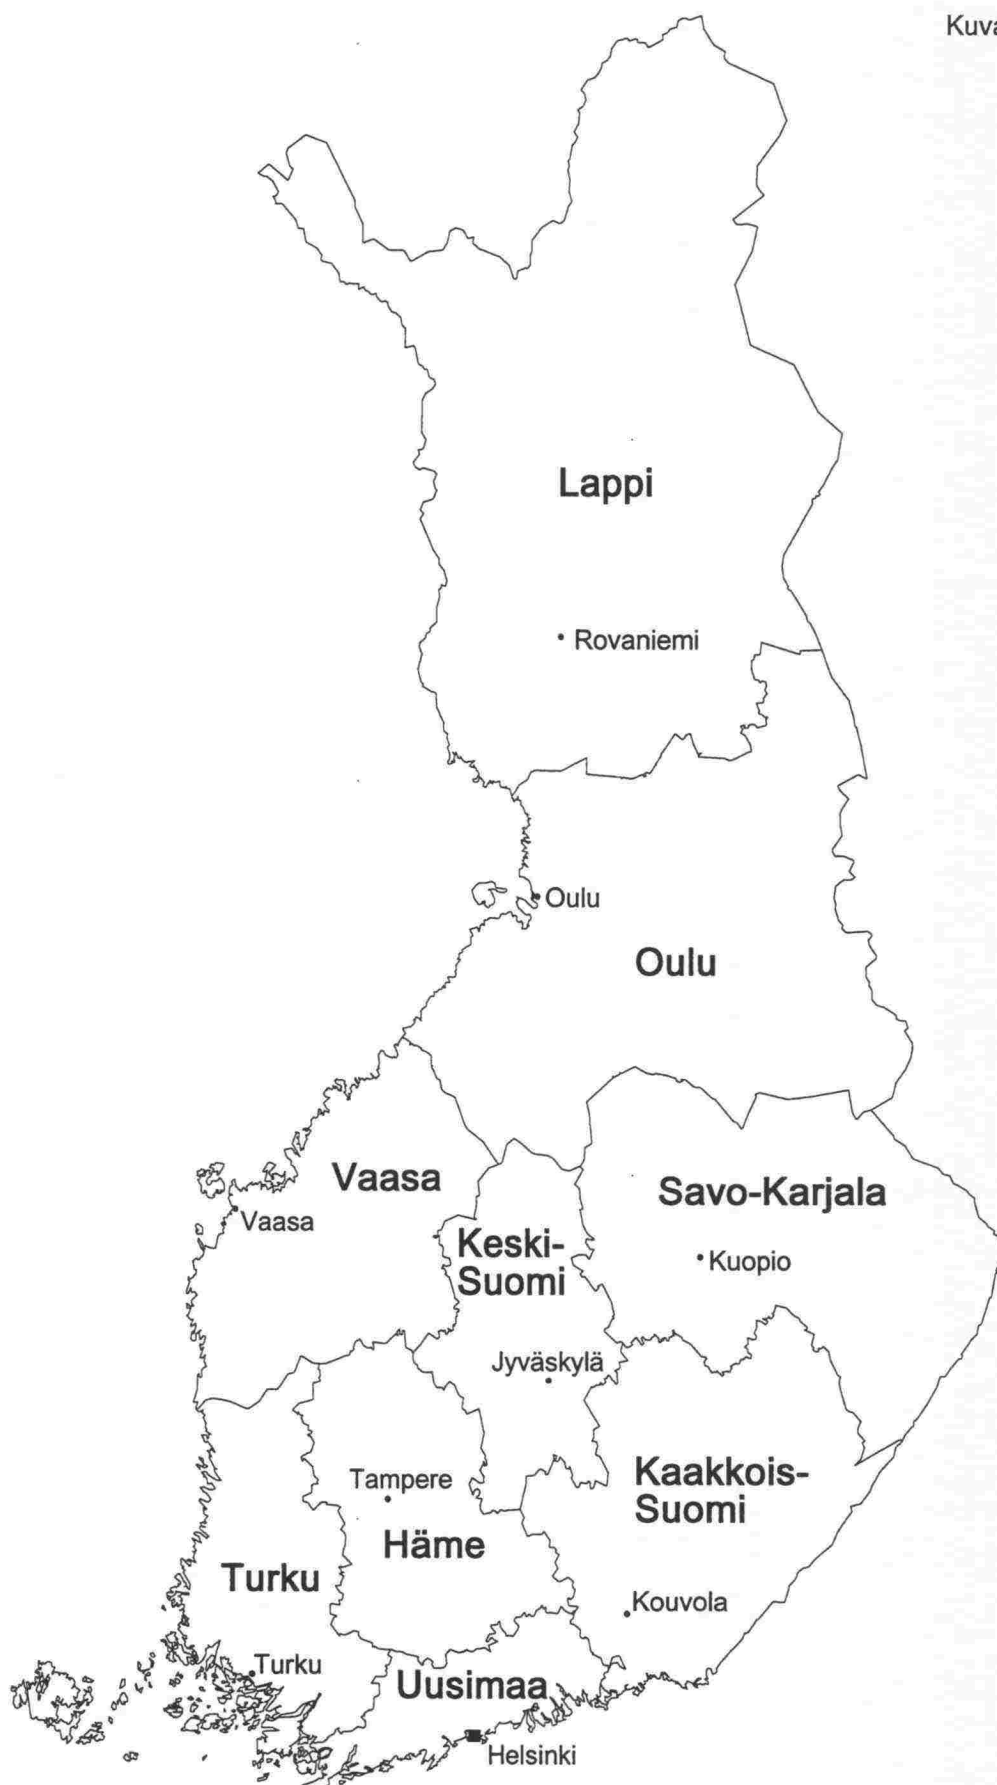 Kuva
Lappi
Rovaniemi
Oulu
Oulu
Vaasa
Vaasa
Savo-Karjala
Keski-
Suomi
Kuopio
Jyväskylä
Kaakkois-
Suomi
Tampere
Häme
Turku
Kouvola
Turku
Uusimaa
Helsinki